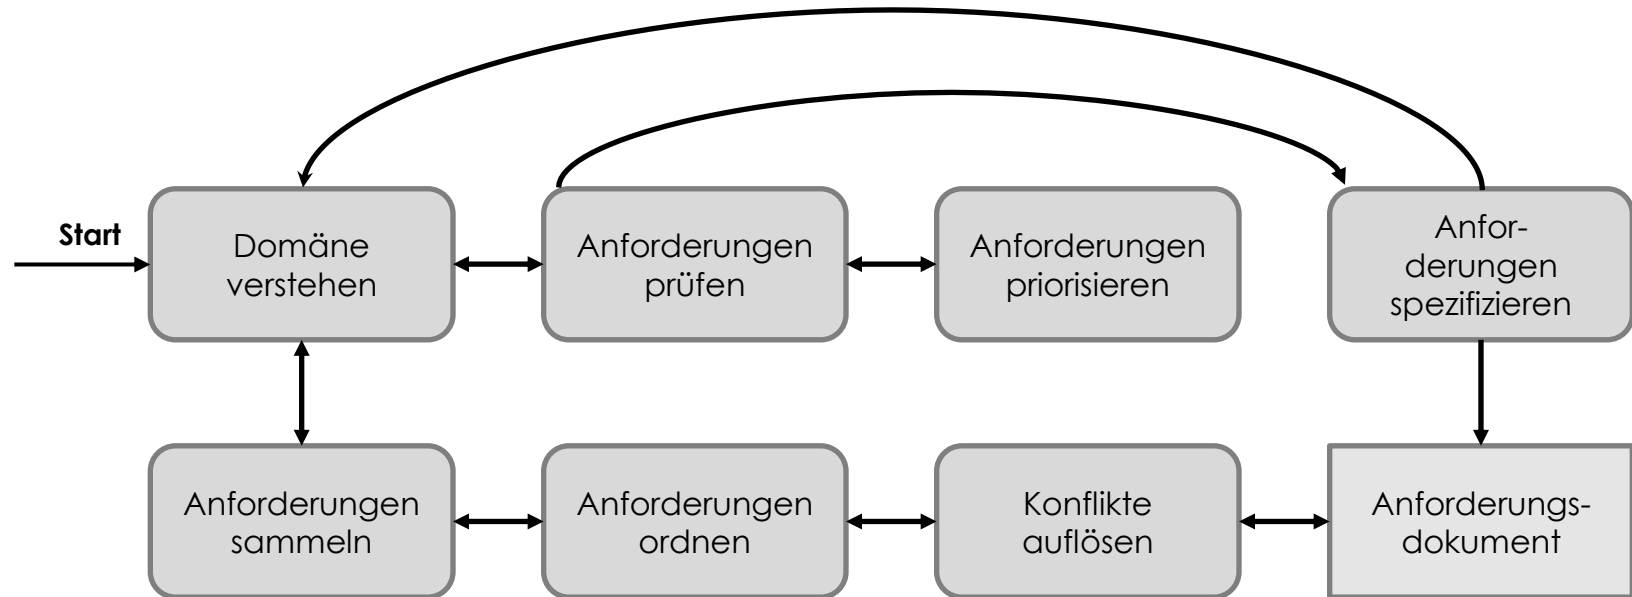 Start
Domäne
verstehen
Anforderungen
prüfen
Anforderungen
priorisieren
Anfor-
derungen
spezifizieren
Anforderungen
sammeln
Anforderungen
ordnen
Konflikte
auflösen
Anforderungs-
dokument